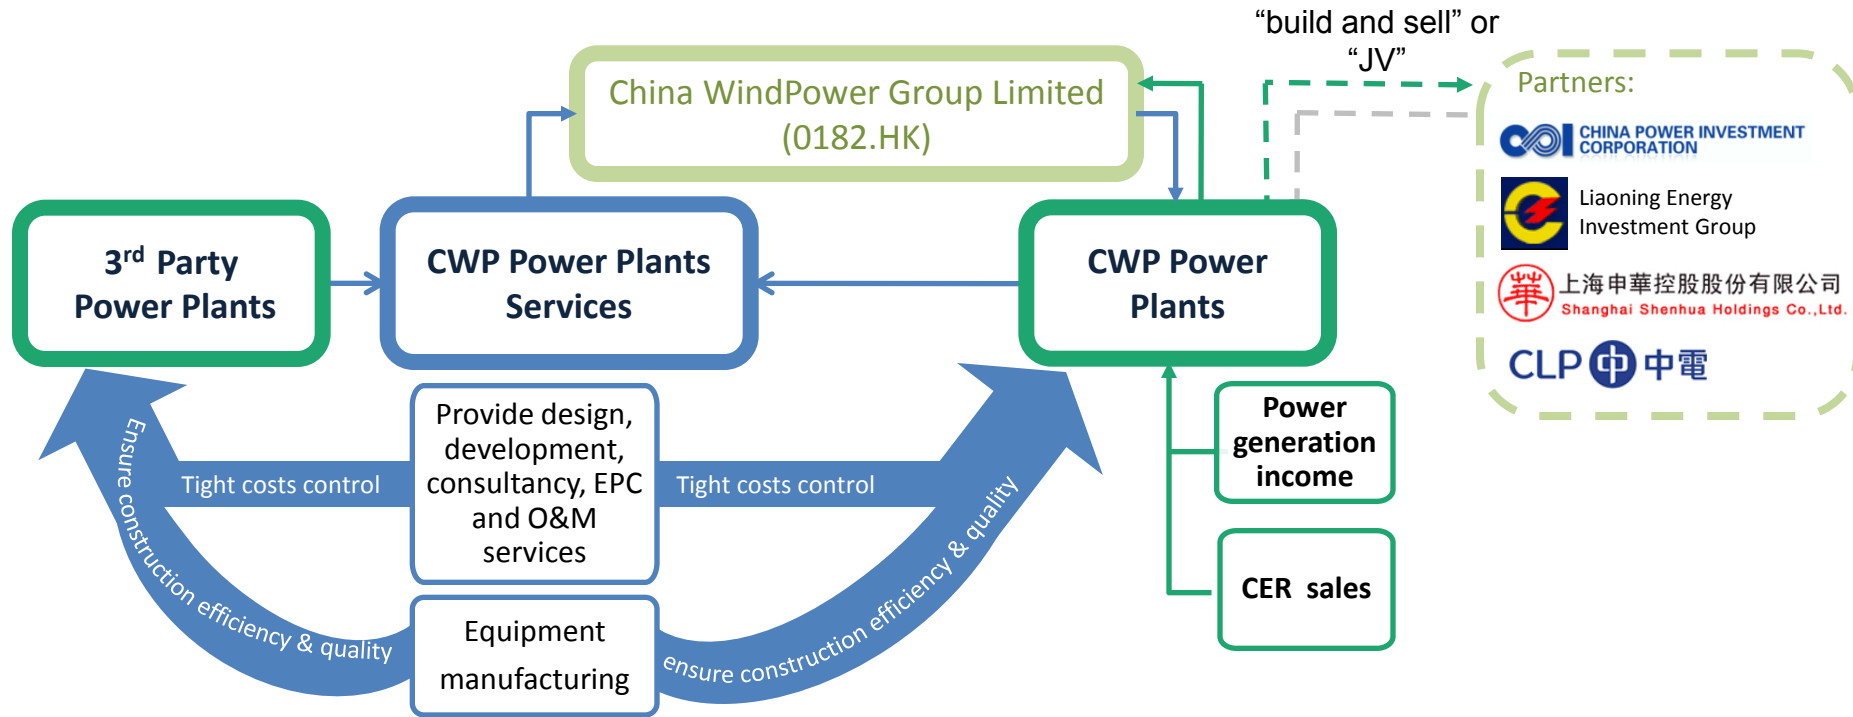 “build and sell” or
“JV”
China WindPower Group Limited
(0182.HK)
Partners:
CHINA POWER INVESTMENT
CORPORATION
Liaoning Energy
Investment Group
上海申華控股股份有限公司
Shanghai Shenhua Holdings Co.,Ltd.
CLP 中 中電
3rd Party
Power Plants
CWP Power Plants
Services
CWP Power
Plants
Provide design,
development,
consultancy, EPC
and O&M
services
Tight costs control
Tight costs control
Ensure construction efficiency & quality
ensure construction efficiency & quality
Equipment
manufacturing
Power
generation
income
CER sales